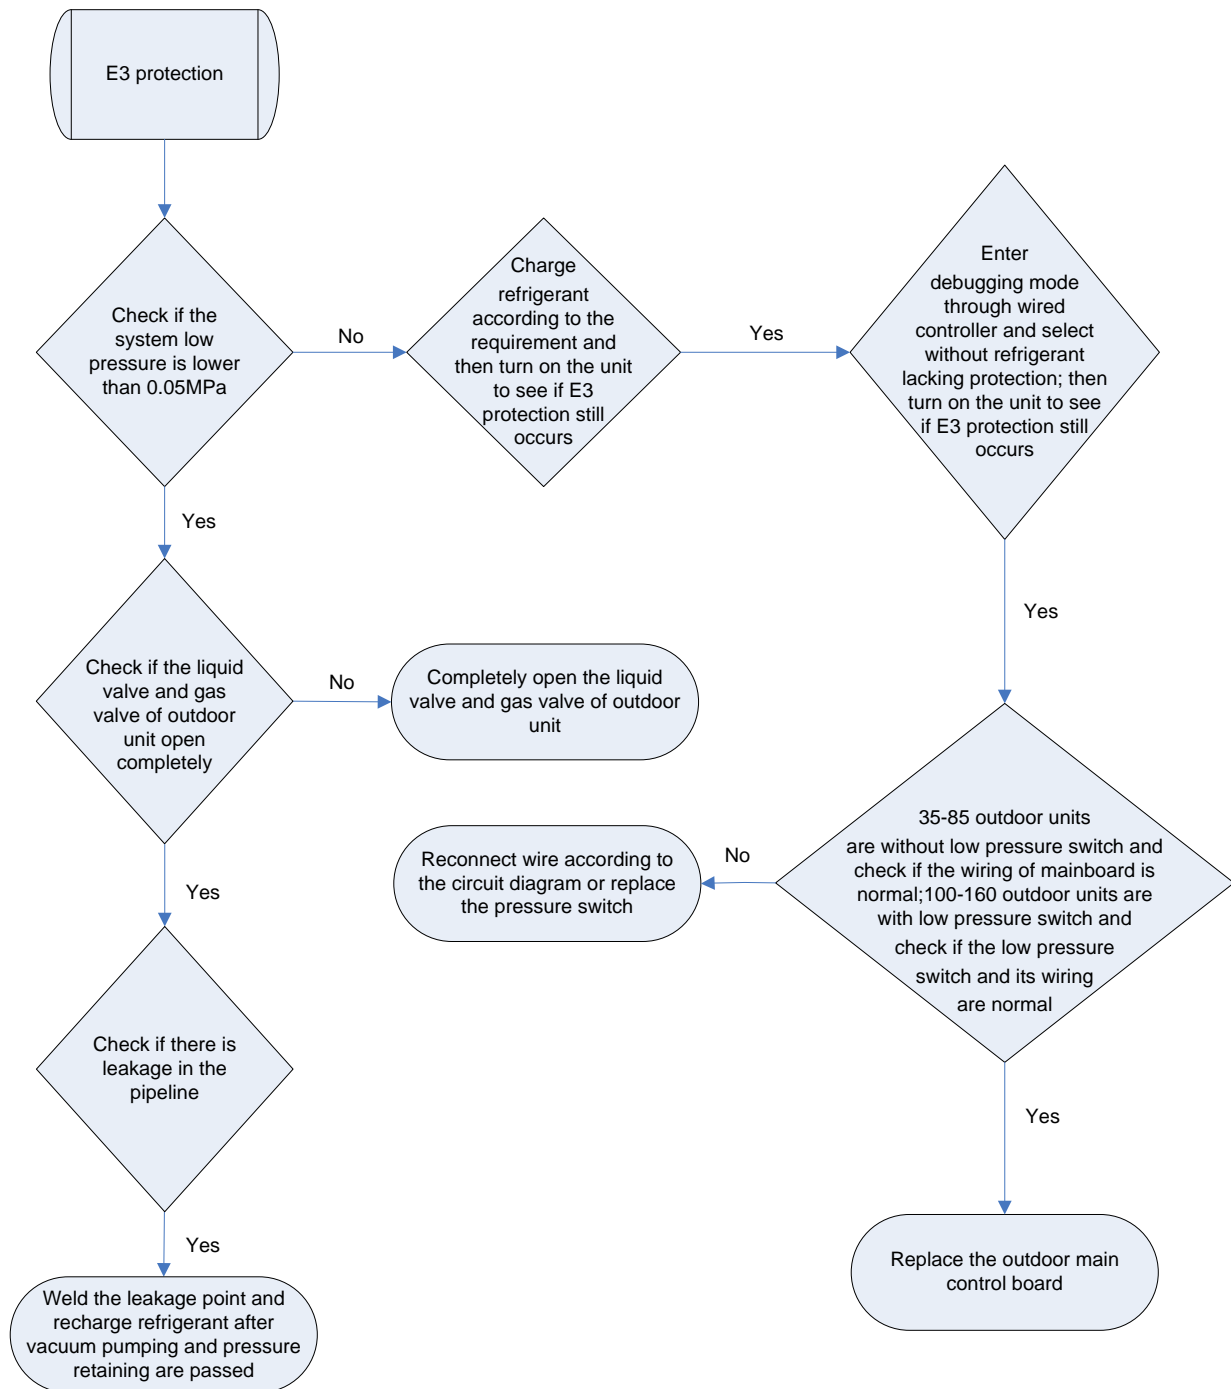 E3 protection
Check if the
system low
pressure is lower
than 0.05MPa
No
Charge
refrigerant
according to the
requirement and
then turn on the unit
to see if E3
protection still
occurs
Yes
Enter
debugging mode
through wired
controller and select
without refrigerant
lacking protection; then
turn on the unit to see
if E3 protection still
occurs
Yes
Yes
Check if the liquid
valve and gas
valve of outdoor
unit open
completely
No
Completely open the liquid
valve and gas valve of outdoor
unit
35-85 outdoor units
are without low pressure switch and
check if the wiring of mainboard is
normal;100-160 outdoor units are
with low pressure switch and
check if the low pressure
switch and its wiring
are normal
No
Reconnect wire according to
the circuit diagram or replace
the pressure switch
Yes
Check if there is
leakage in the
pipeline
Yes
Replace the outdoor main
control board
Yes
Weld the leakage point and
recharge refrigerant after
vacuum pumping and pressure
retaining are passed